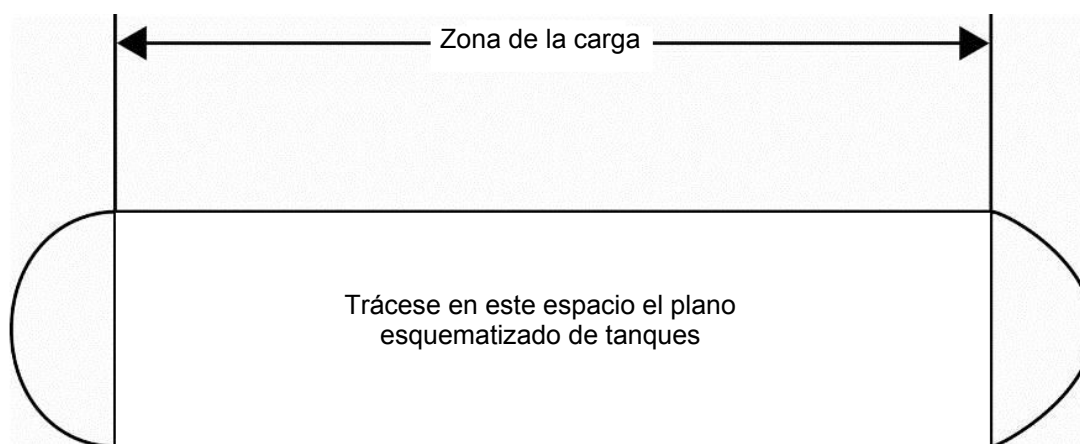 Zona de la carga
Trácese en este espacio el plano
esquematizado de tanques